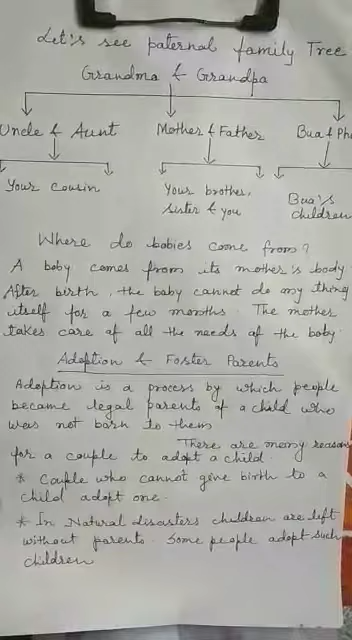 Let's see paternal family Tree
Grandma & Grandpa
Uncle & Aunt Mother & Father Bua &
Your cousin Your brother, sister & you Bua's children
Where do babies come from?
A baby comes from its mother's body
After birth, the baby cannot do any thing
itself for a few months. The mother
takes care of all the needs of the baby.
Adoption & Foster Parents
Adoption is a process by which people
became legal parents of a child who
was not born to them
There are many reasons
for a couple to adopt a child.
* Couple who cannot give birth to a
child adopt one.
* In Natural disasters children are left
without parents. Some people adopt such
children